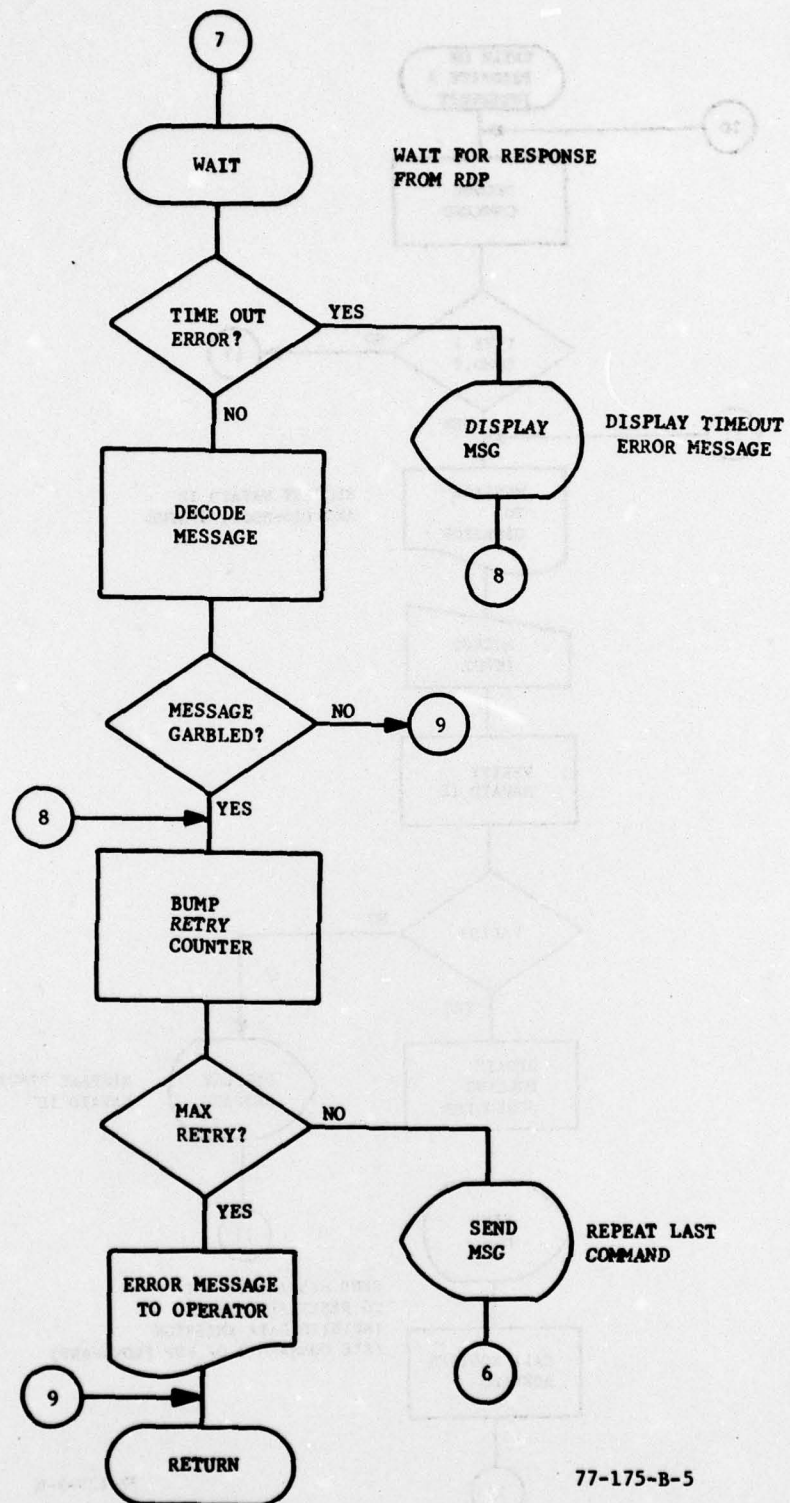 7
WAIT
WAIT FOR RESPONSE
FROM RDP
TIME OUT
ERROR?
YES
NO
DISPLAY
MSG
DISPLAY TIMEOUT
ERROR MESSAGE
8
DECODE
MESSAGE
MESSAGE
GARBLED?
NO
9
YES
8
BUMP
RETRY
COUNTER
MAX
RETRY?
NO
YES
SEND
MSG
REPEAT LAST
COMMAND
6
ERROR MESSAGE
TO OPERATOR
9
RETURN
77-175-B-5